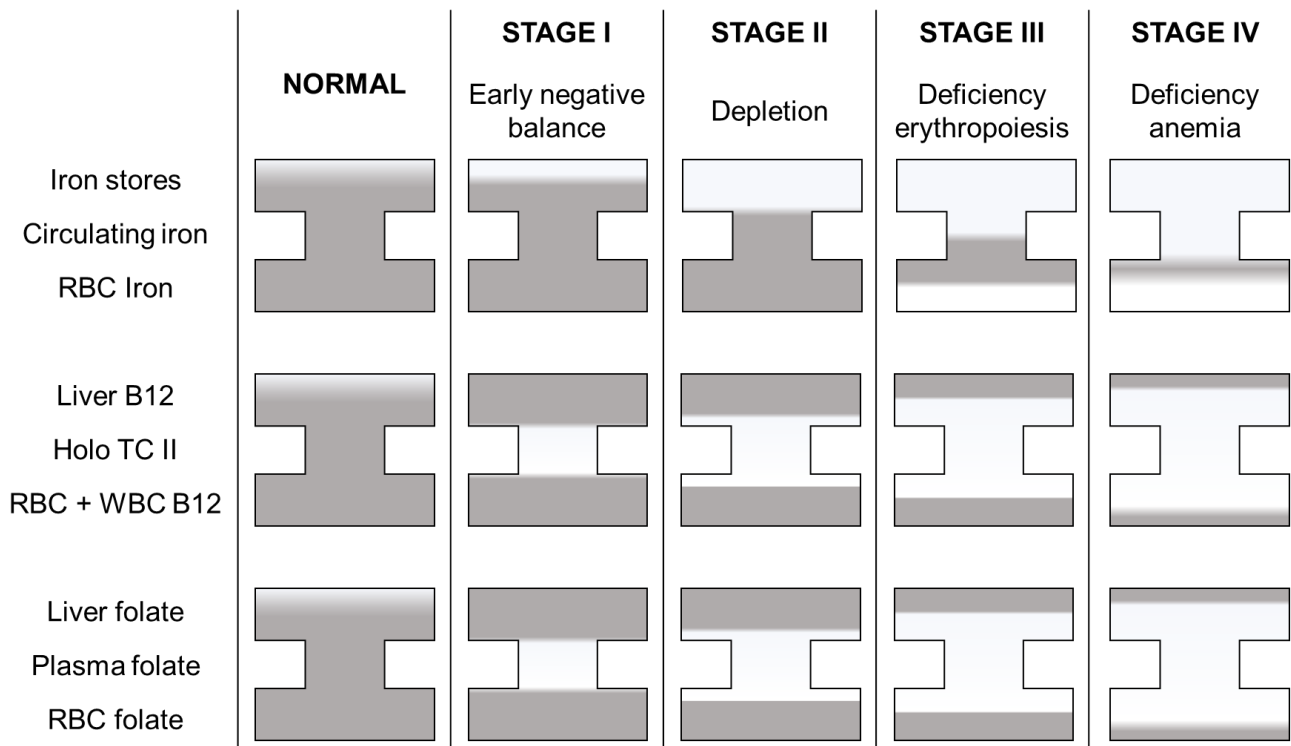 STAGE I
STAGE II
STAGE III
STAGE IV
NORMAL
Early negative
balance
Depletion
Deficiency
erythropoiesis
Deficiency
anemia
Iron stores
Circulating iron
RBC Iron
Liver B12
Holo TC II
RBC + WBC B12
Liver folate
Plasma folate
RBC folate